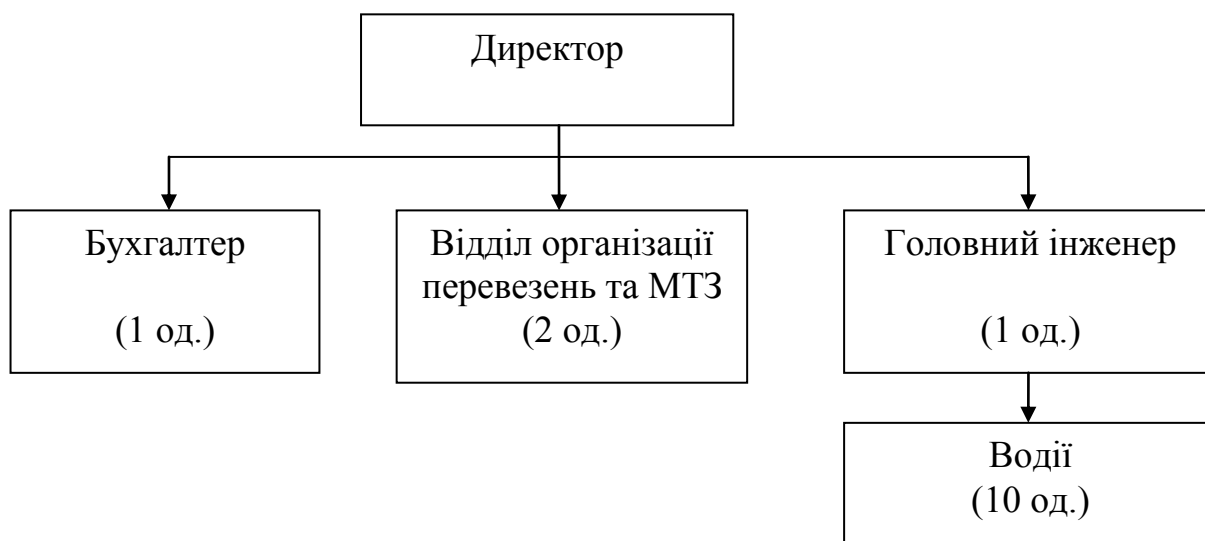 Директор
Бухгалтер
(1 од.)
Відділ організації
перевезень та МТЗ
(2 од.)
Головний інженер
(1 од.)
Водії
(10 од.)